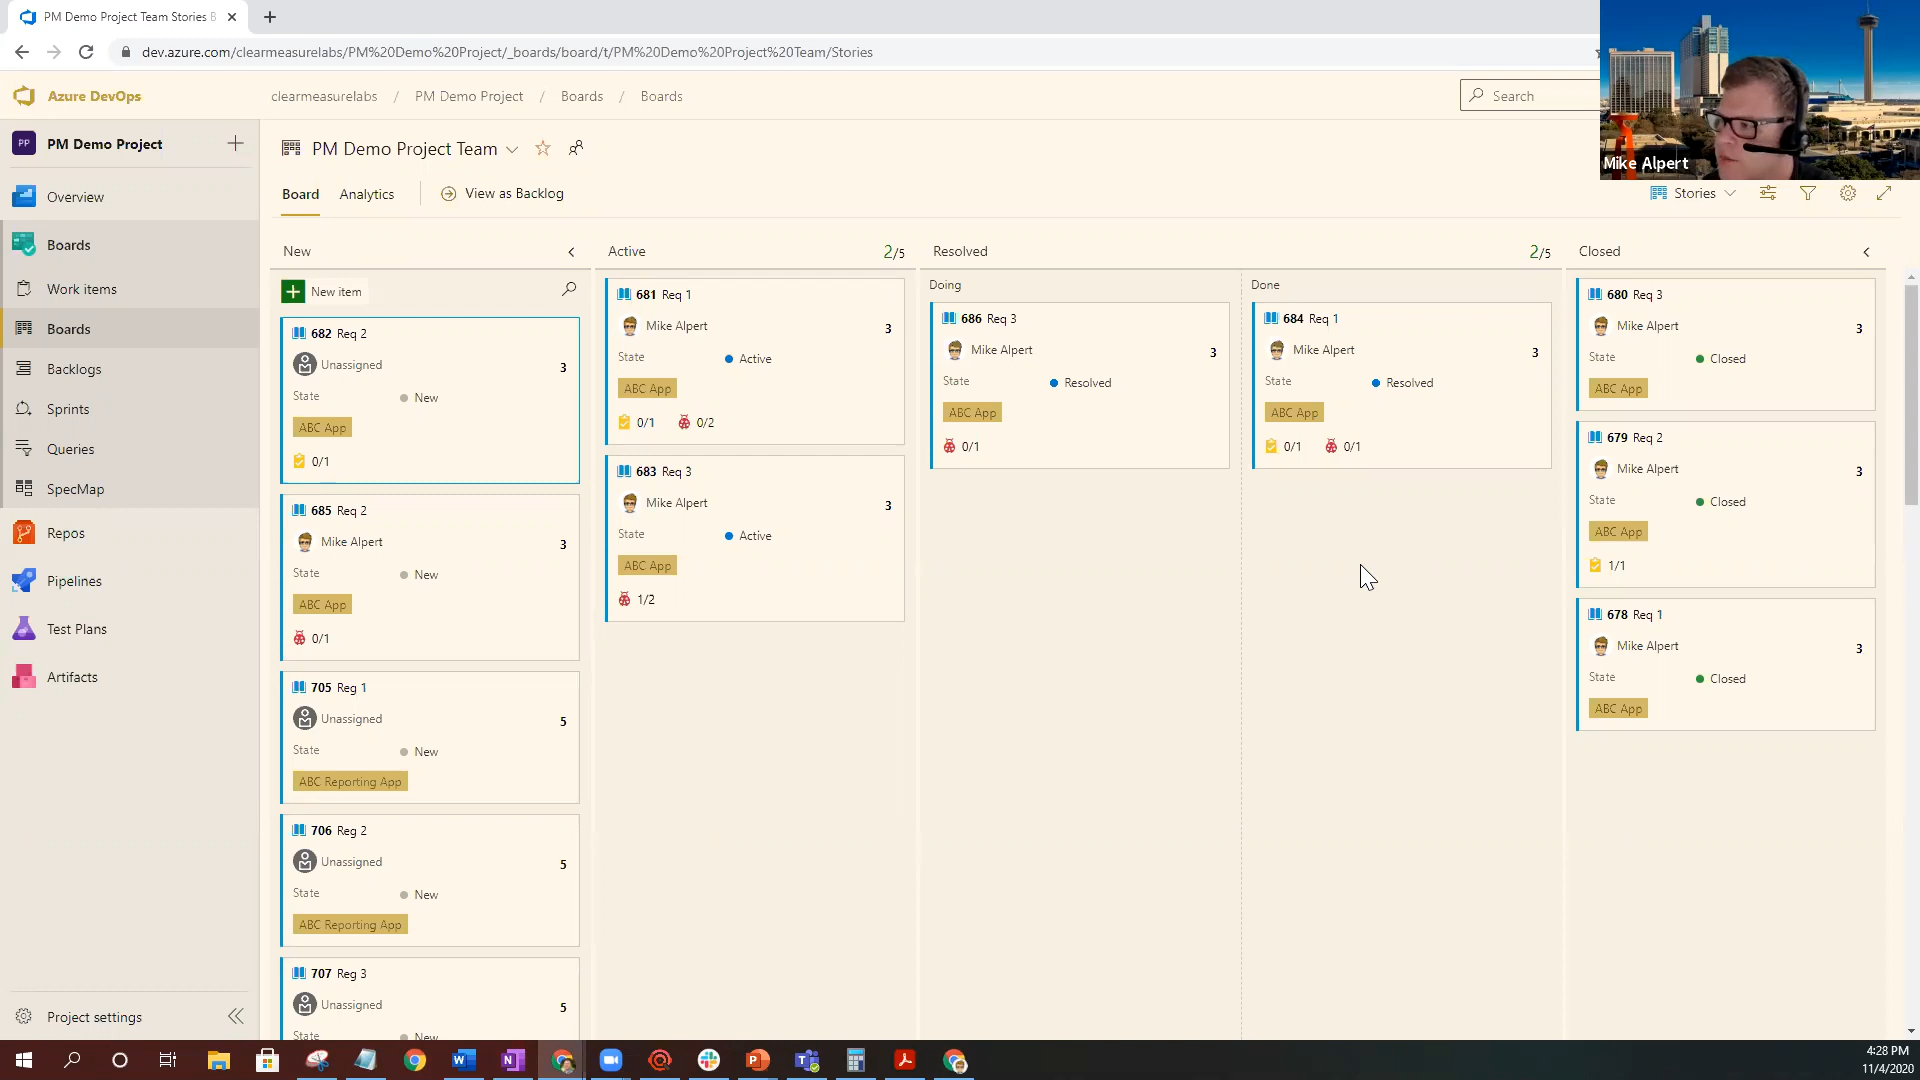 PM Demo Project Team Stories B
dev.azure.com/clearmeasurelabs/PM%20Demo%20Project/_boards/board/t/PM%20Demo%20Project%20Team/Stories
Azure DevOps
clearmeasurelabs / PM Demo Project / Boards / Boards
Search
Mike Alpert
PP PM Demo Project
Overview
Boards
Work items
Boards
Backlogs
Sprints
Queries
SpecMap
Repos
Pipelines
Test Plans
Artifacts
Project settings
PM Demo Project Team
Board Analytics View as Backlog
Stories
New
New item
682 Req 2
Unassigned 3
State New
ABC App
0/1
685 Req 2
Mike Alpert 3
State New
ABC App
0/1
705 Reg 1
Unassigned 5
State New
ABC Reporting App
706 Reg 2
Unassigned 5
State New
ABC Reporting App
707 Reg 3
Unassigned 5
State New
Active 2/5
681 Req 1
Mike Alpert 3
State Active
ABC App
0/1 0/2
683 Req 3
Mike Alpert 3
State Active
ABC App
1/2
Resolved 2/5
Doing
686 Req 3
Mike Alpert 3
State Resolved
ABC App
0/1
Done
684 Req 1
Mike Alpert 3
State Resolved
ABC App
0/1 0/1
Closed
680 Req 3
Mike Alpert 3
State Closed
ABC App
679 Req 2
Mike Alpert 3
State Closed
ABC App
1/1
678 Req 1
Mike Alpert 3
State Closed
ABC App
4:28 PM
11/4/2020